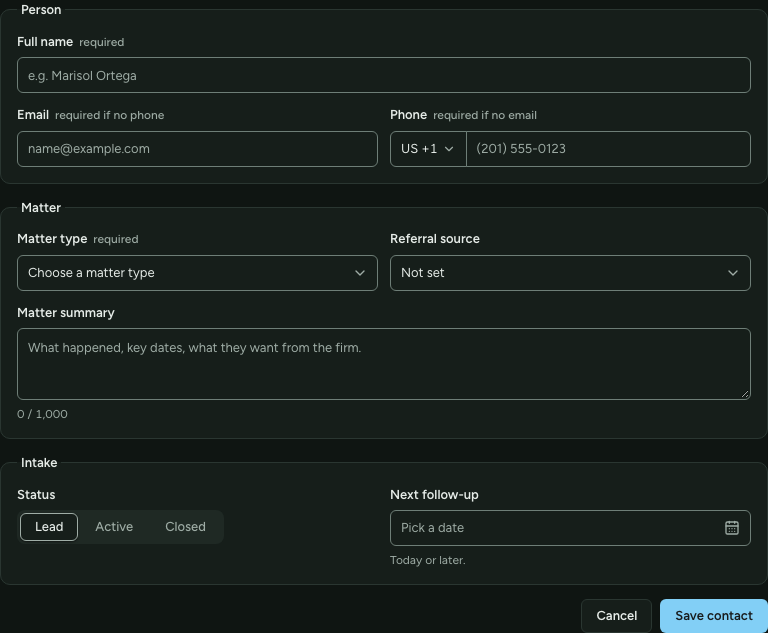 Person
Full name required
e.g. Marisol Ortega
Email required if no phone
Phone required if no email
name@example.com
US +1
(201) 555-0123
Matter
Matter type required
Referral source
Choose a matter type
Not set
Matter summary
What happened, key dates, what they want from the firm.
0 / 1,000
Intake
Status
Next follow-up
Lead Active Closed
Pick a date
Today or later.
Cancel Save contact